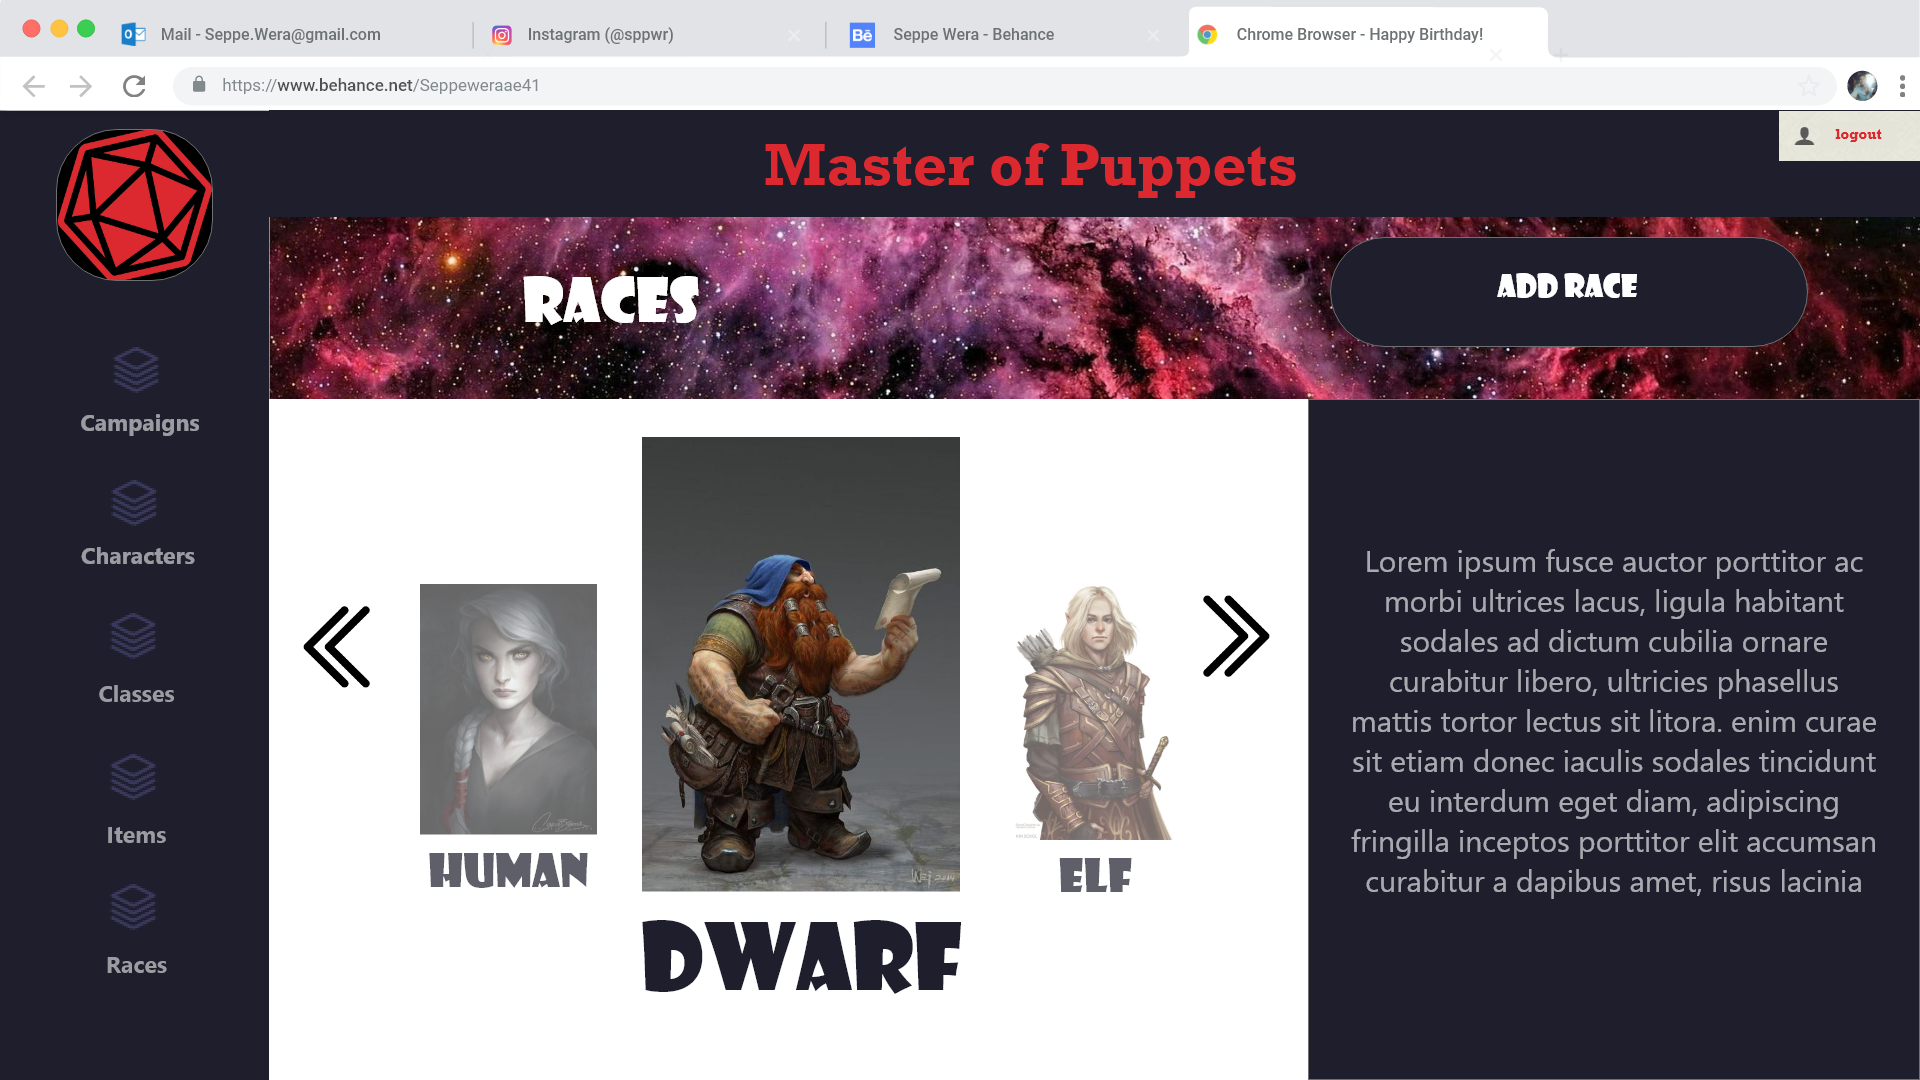 Mail - Seppe.Wera@gmail.com
Instagram (@sppwr)
Seppe Wera - Behance
Chrome Browser - Happy Birthday!
https://www.behance.net/Seppeweraae41
logout
Master of Puppets
RACES
ADD RACE
Campaigns
Characters
Classes
Items
Races
HUMAN
DWARF
ELF
Lorem ipsum fusce auctor porttitor ac
morbi ultrices lacus, ligula habitant
sodales ad dictum cubilia ornare
curabitur libero, ultricies phasellus
mattis tortor lectus sit litora. enim curae
sit etiam donec iaculis sodales tincidunt
eu interdum eget diam, adipiscing
fringilla inceptos porttitor elit accumsan
curabitur a dapibus amet, risus lacinia